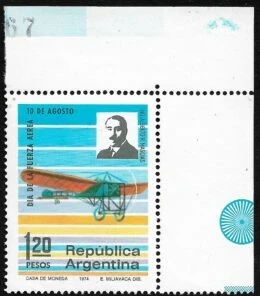 67
10 DE AGOSTO
DIA DE LA FUERZA AEREA
1,20
PESOS
República
Argentina
CASA DE MONEDA 1974 E. MILIAVACA DIB.